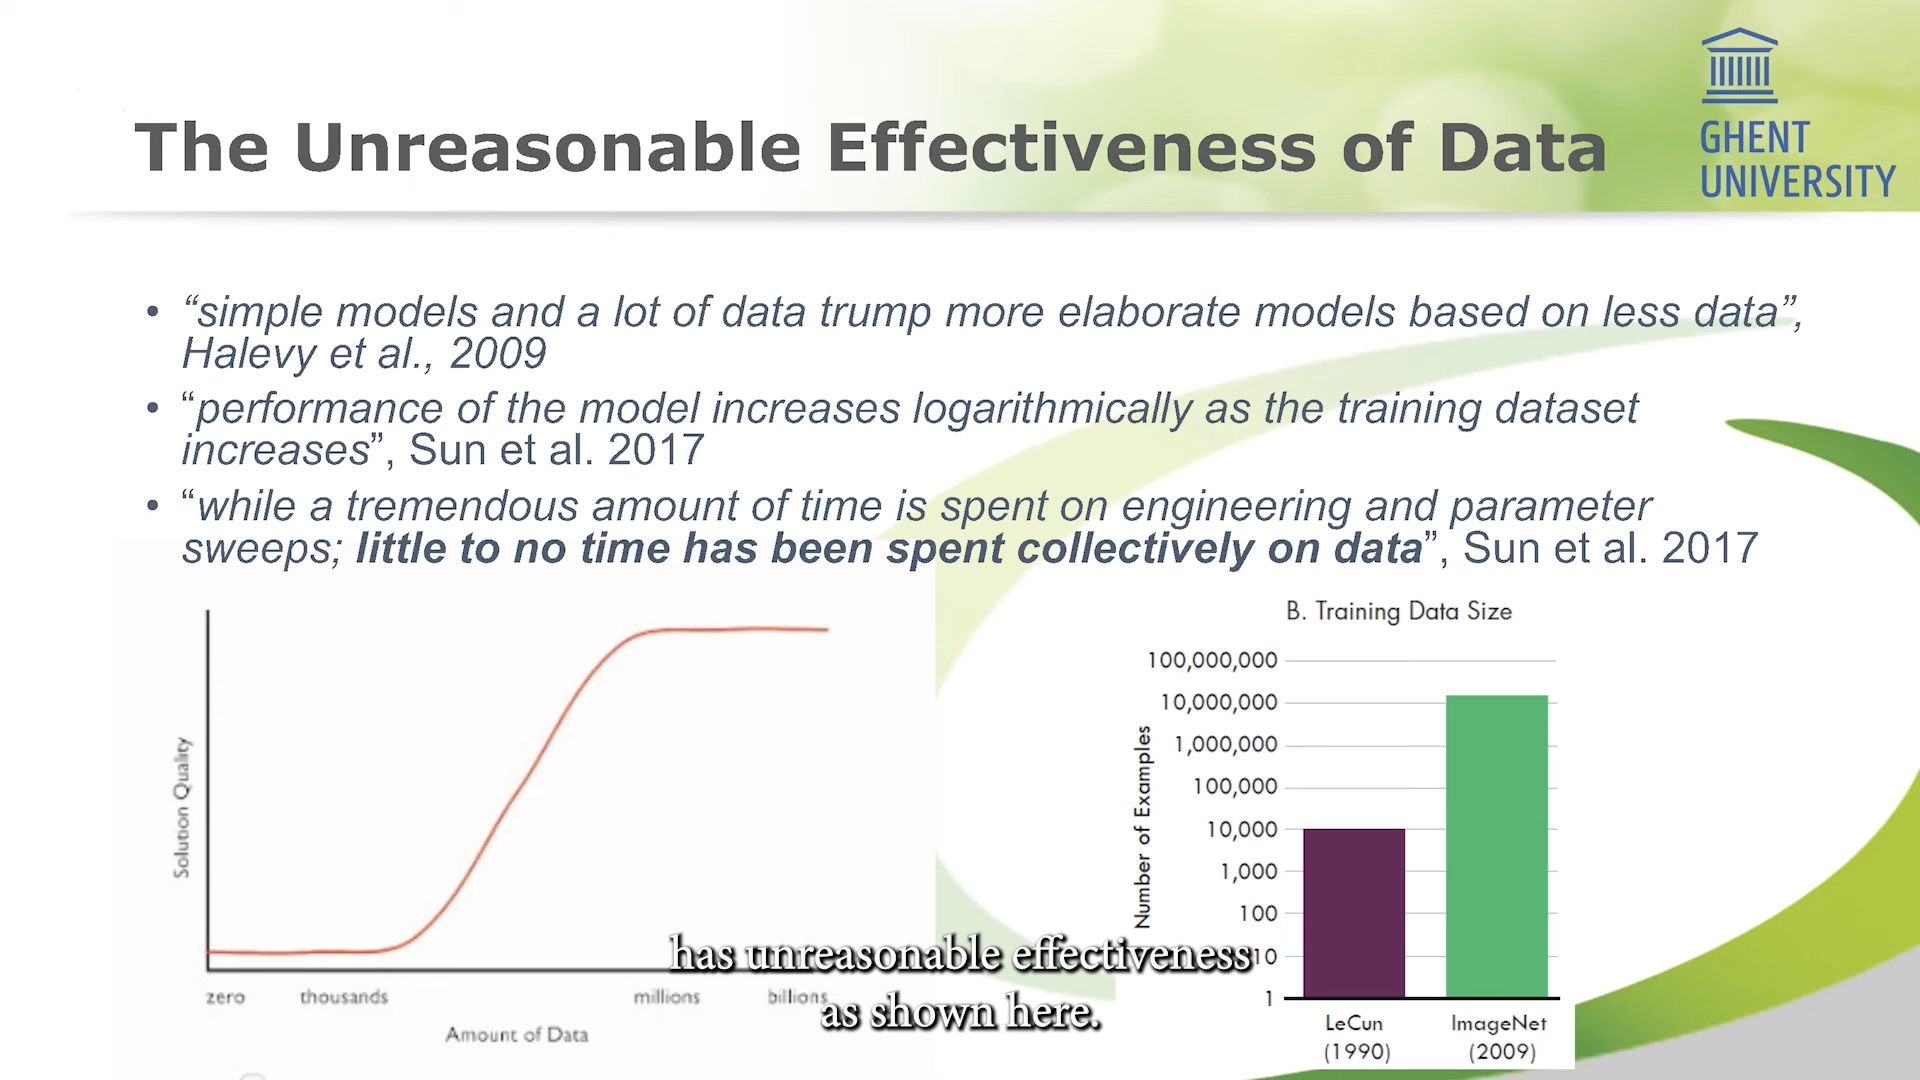 The Unreasonable Effectiveness of Data
GHENT
UNIVERSITY
• “simple models and a lot of data trump more elaborate models based on less data”,
Halevy et al., 2009
• “performance of the model increases logarithmically as the training dataset
increases”, Sun et al. 2017
• “while a tremendous amount of time is spent on engineering and parameter
sweeps; little to no time has been spent collectively on data”, Sun et al. 2017
Solution Quality
zero thousands millions billions
Amount of Data
B. Training Data Size
Number of Examples
100,000,000
10,000,000
1,000,000
100,000
10,000
1,000
100
10
1
LeCun
(1990)
ImageNet
(2009)
has unreasonable effectiveness
as shown here.